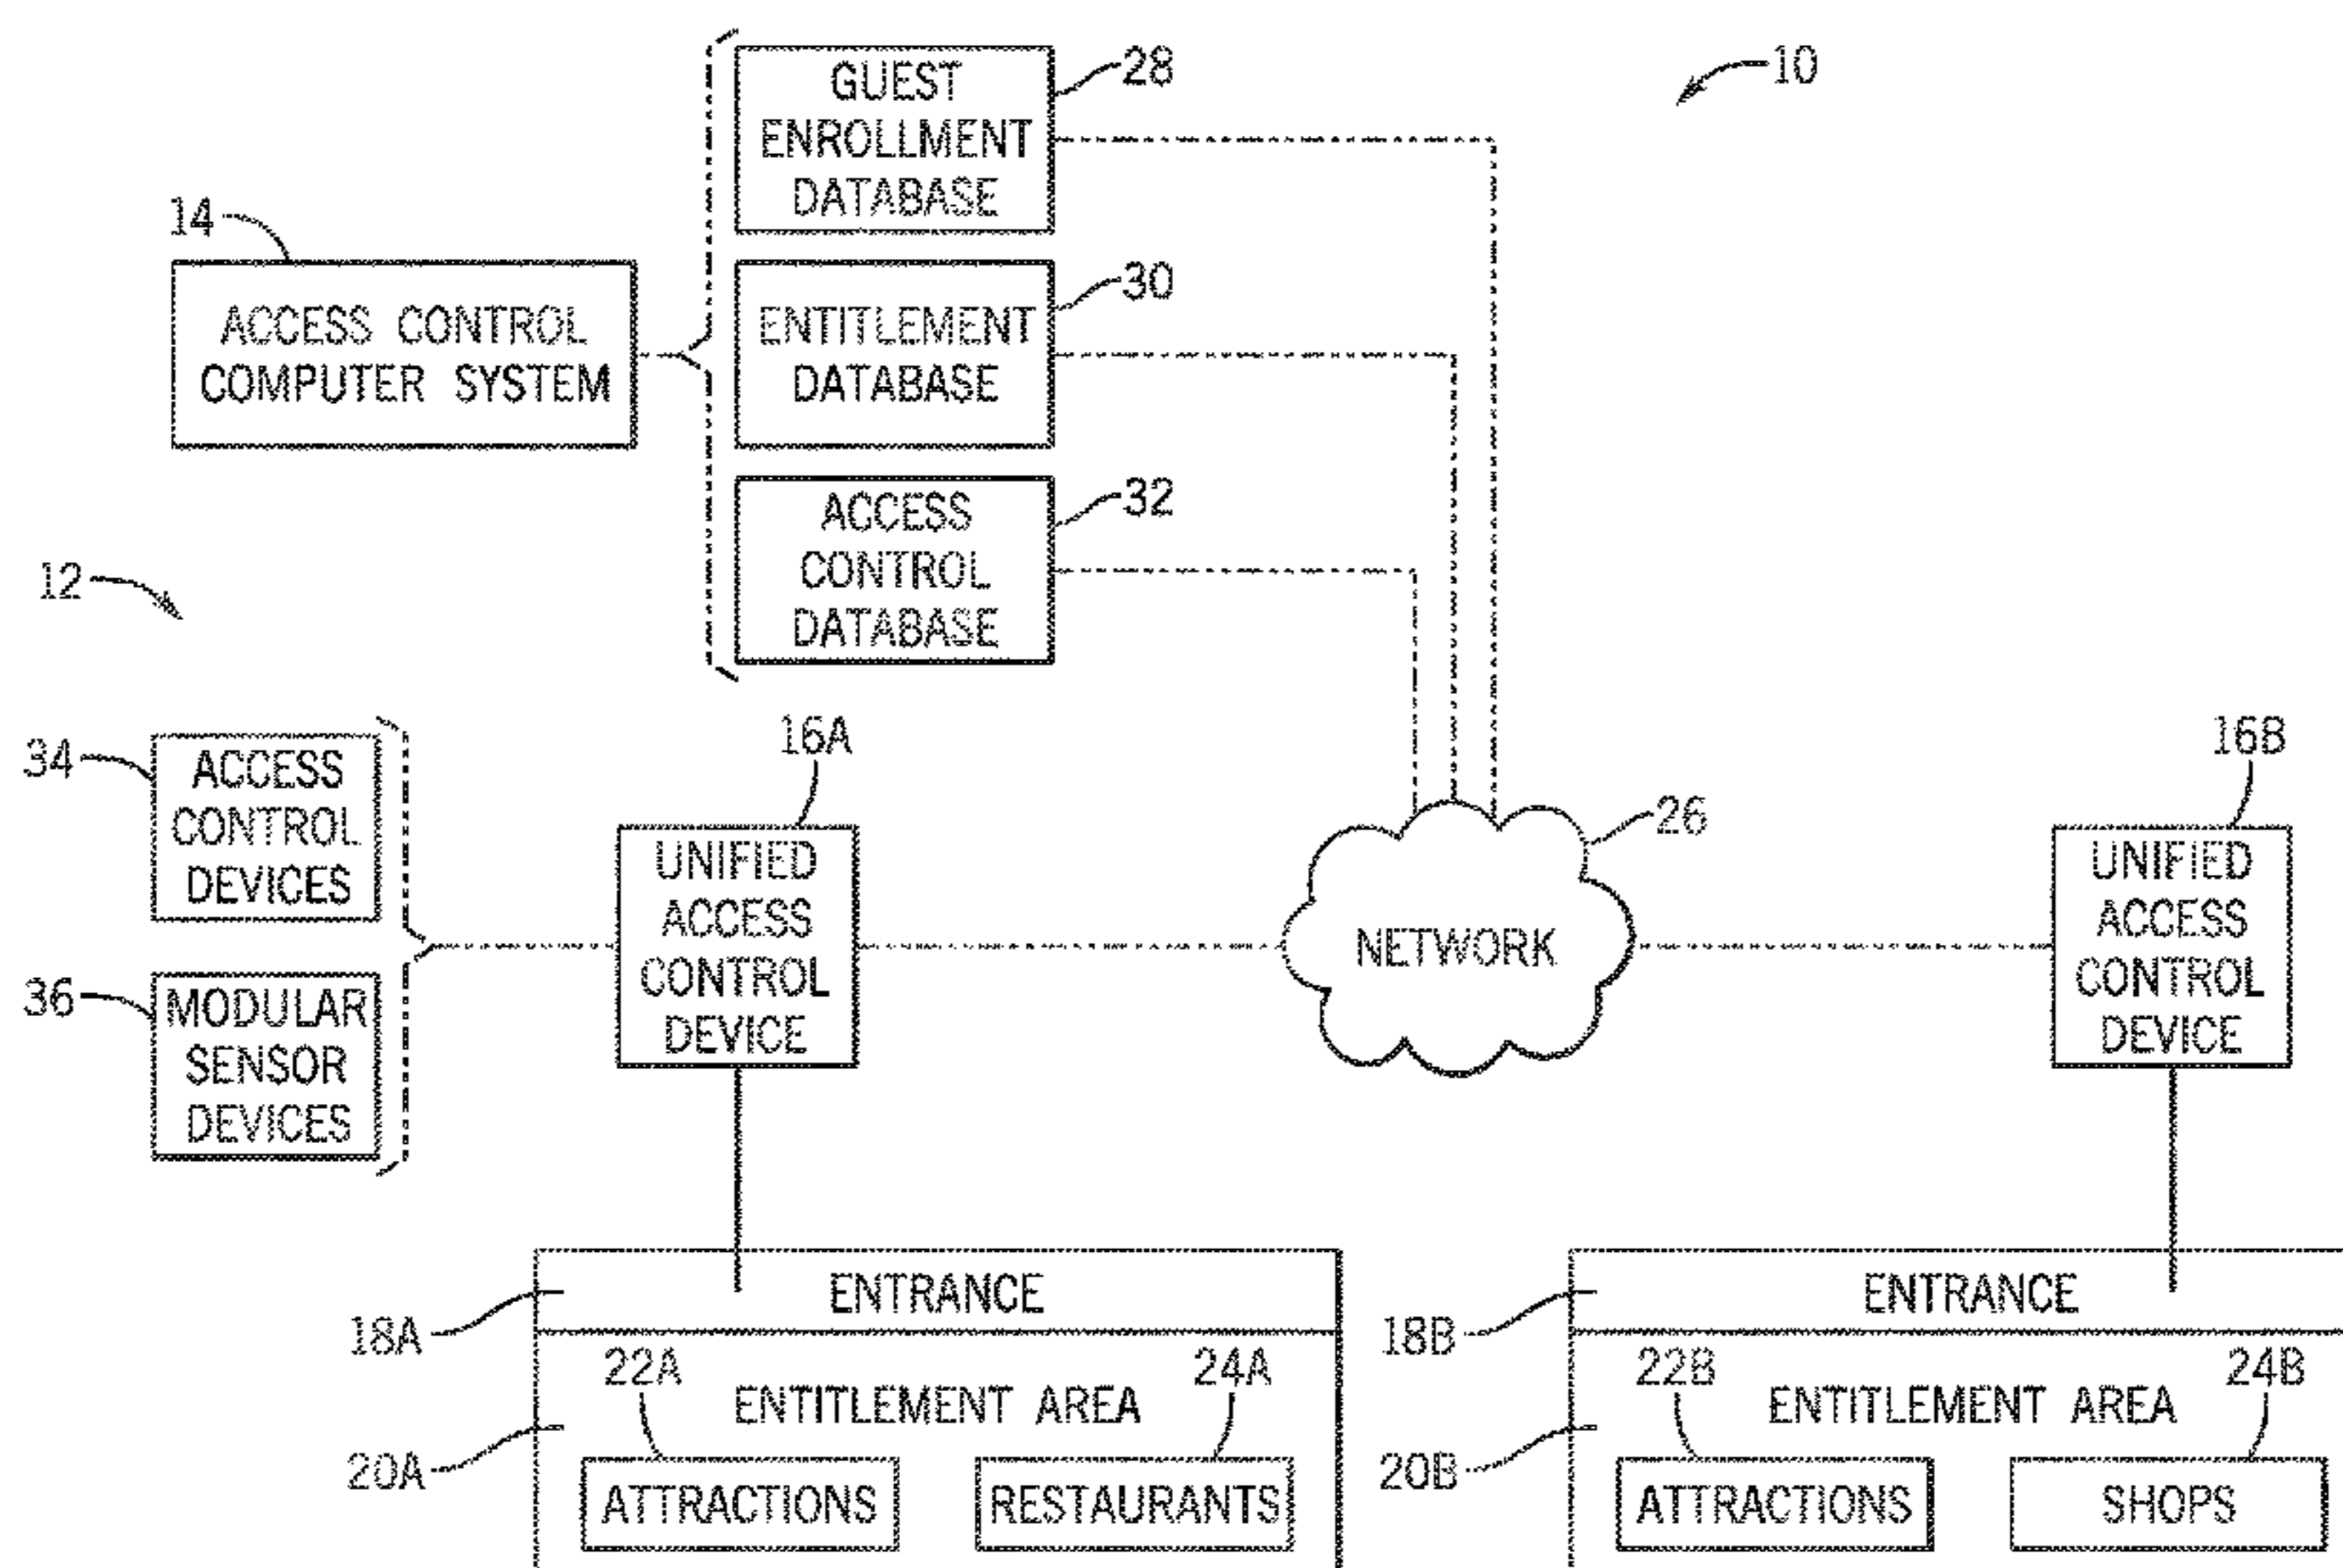 10
28
GUEST
ENROLLMENT
DATABASE
14
ACCESS CONTROL
COMPUTER SYSTEM
30
ENTITLEMENT
DATABASE
32
ACCESS
CONTROL
DATABASE
12
34
ACCESS
CONTROL
DEVICES
36
MODULAR
SENSOR
DEVICES
16A
UNIFIED
ACCESS
CONTROL
DEVICE
26
NETWORK
16B
UNIFIED
ACCESS
CONTROL
DEVICE
18A
ENTRANCE
20A
ENTITLEMENT AREA
22A
ATTRACTIONS
24A
RESTAURANTS
18B
ENTRANCE
20B
ENTITLEMENT AREA
22B
ATTRACTIONS
24B
SHOPS